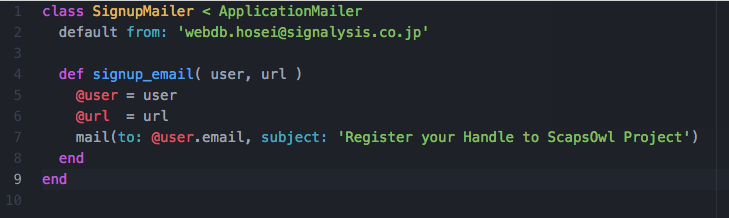 1 class SignupMailer < ApplicationMailer
2   default from: 'webdb.hosei@signalysis.co.jp'
3
4   def signup_email( user, url )
5     @user = user
6     @url  = url
7     mail(to: @user.email, subject: 'Register your Handle to ScapsOwl Project')
8   end
9 end
10